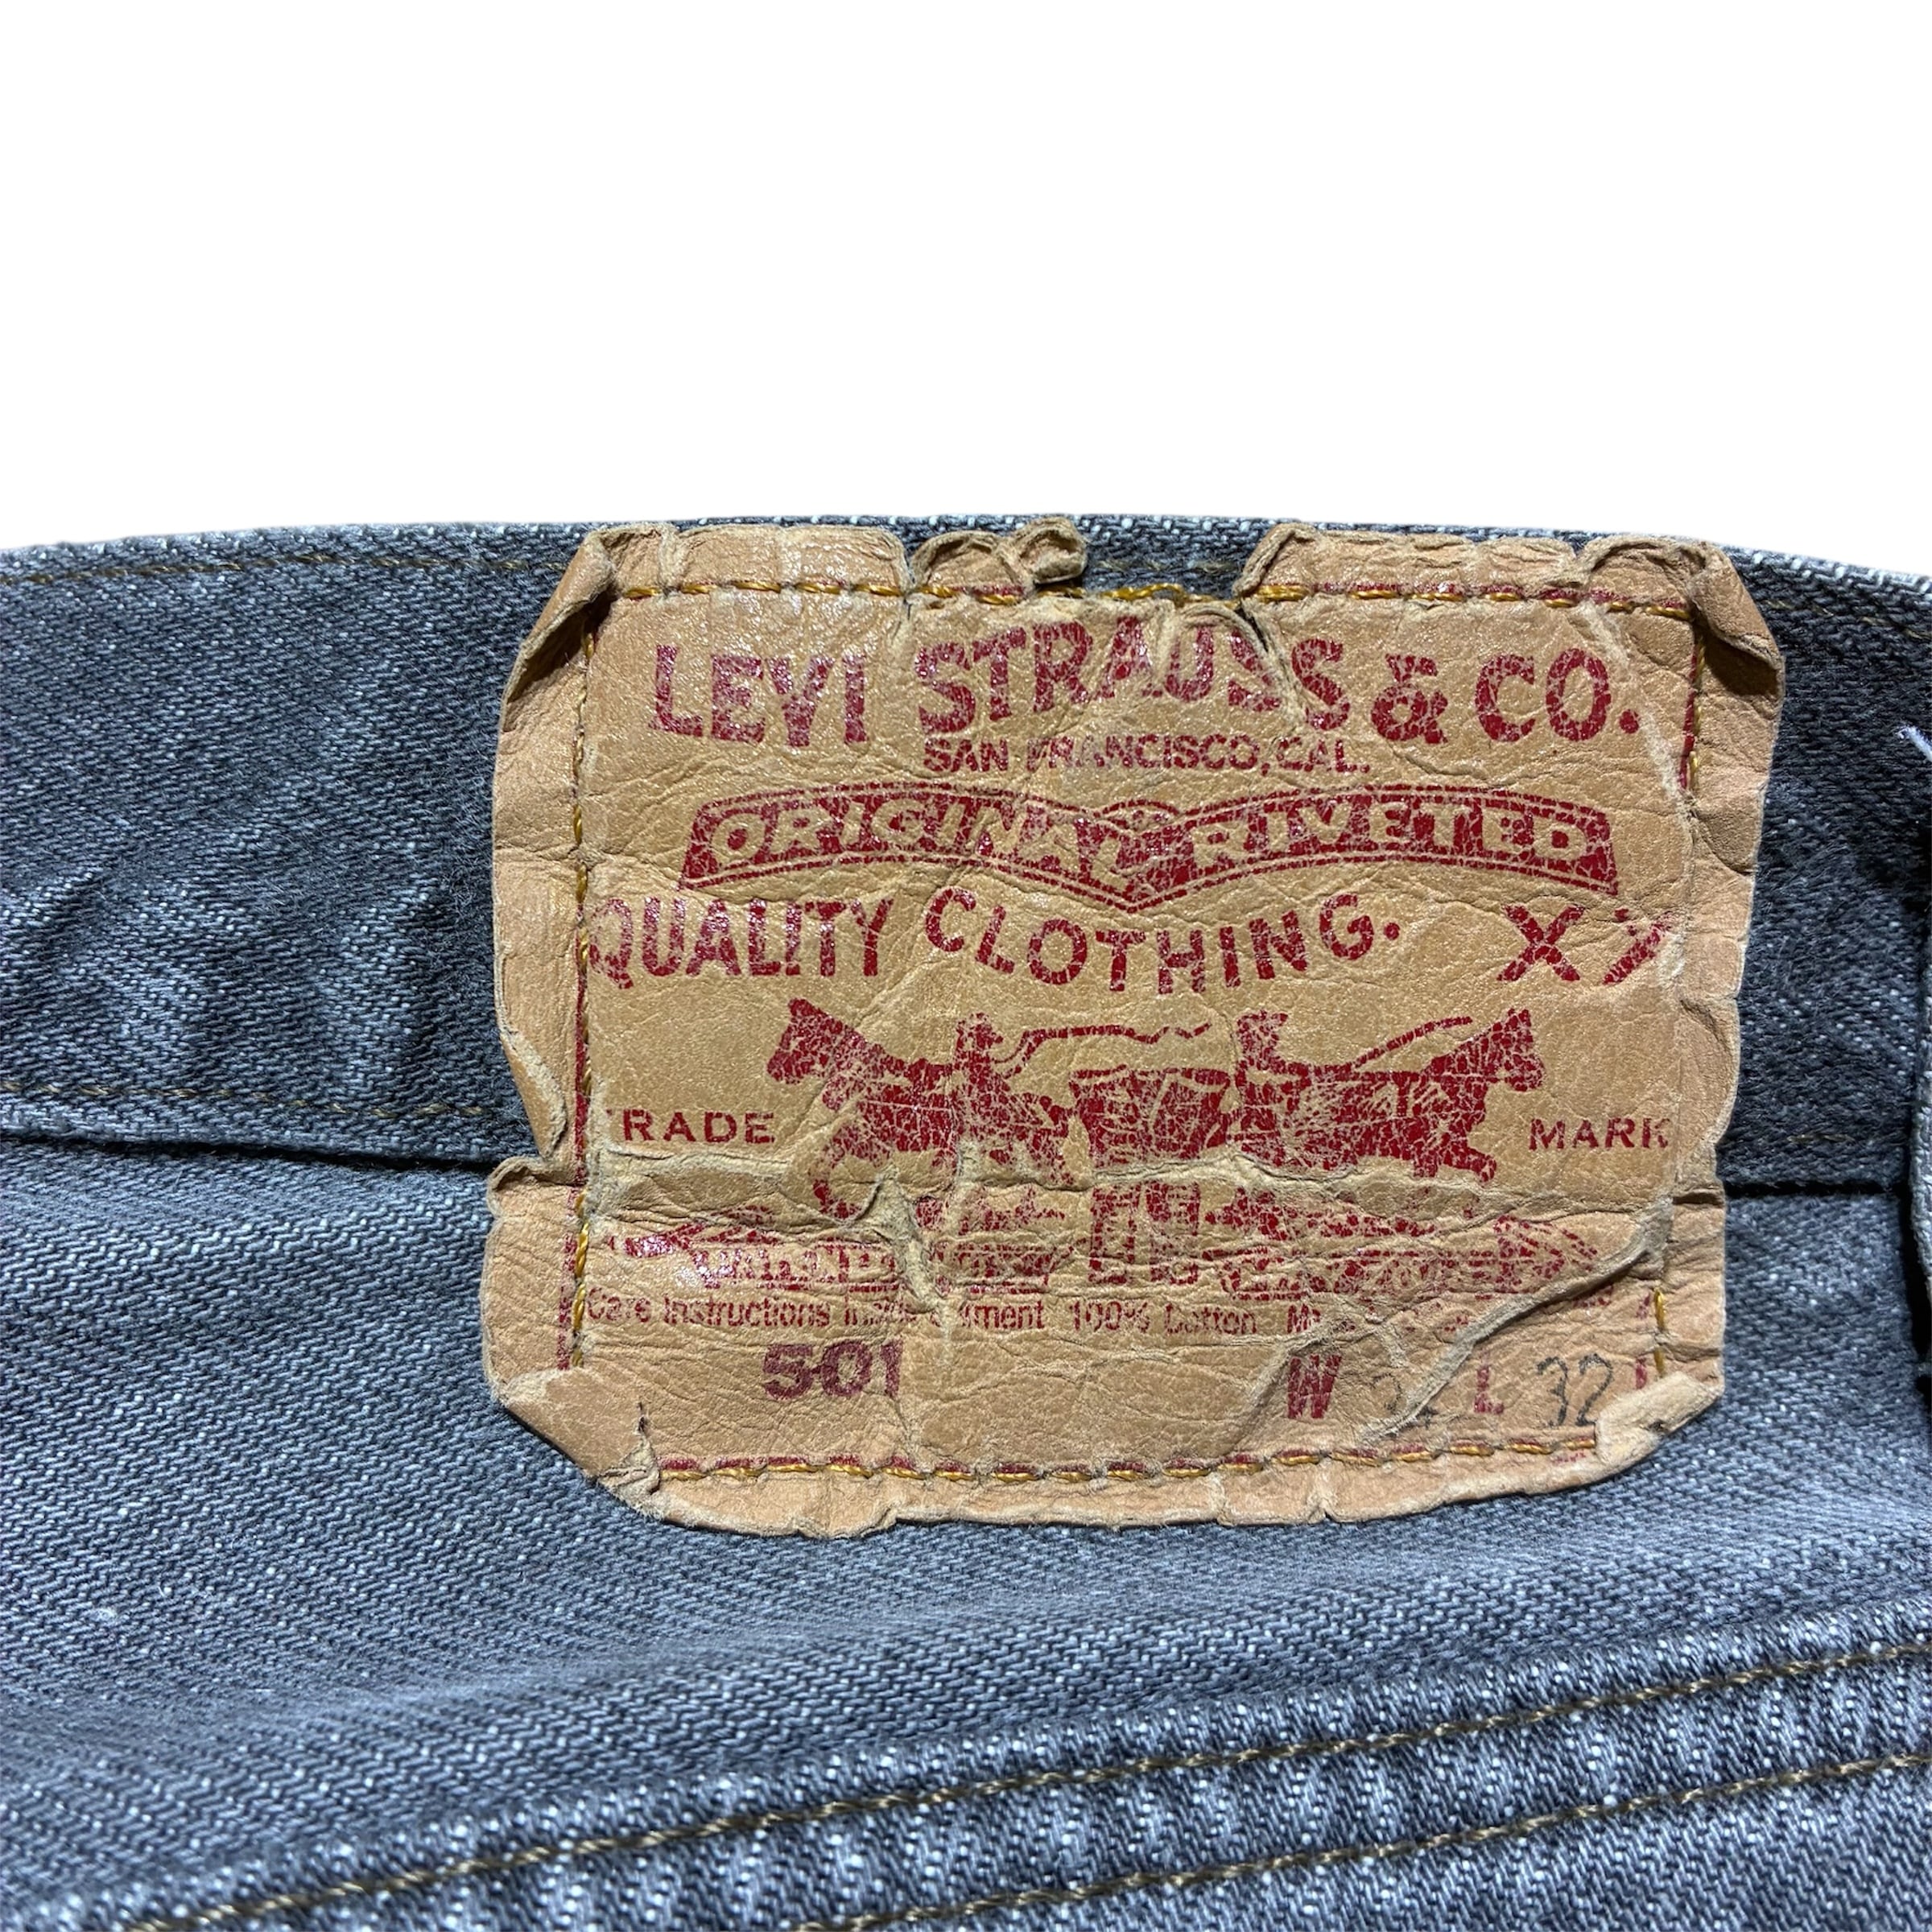 LEVI STRAUSS & CO.
SAN FRANCISCO, CAL.
ORIGINAL RIVETED
QUALITY CLOTHING. XX
TRADE MARK
Care Instructions Inside 100% Cotton
501 W L 32